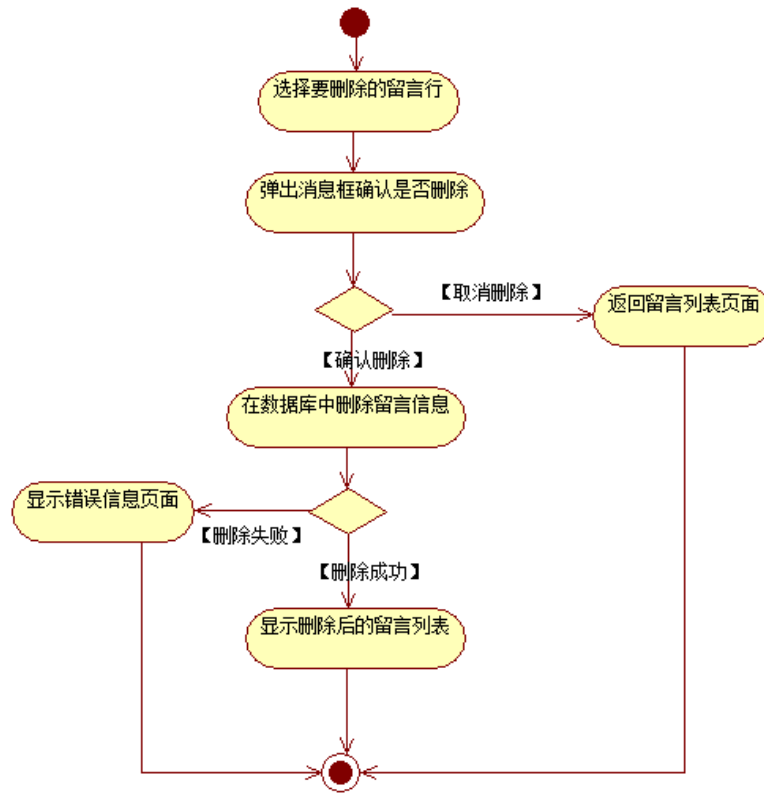 选择要删除的留言行
弹出消息框确认是否删除
【取消删除】
返回留言列表页面
【确认删除】
在数据库中删除留言信息
显示错误信息页面
【删除失败】
【删除成功】
显示删除后的留言列表